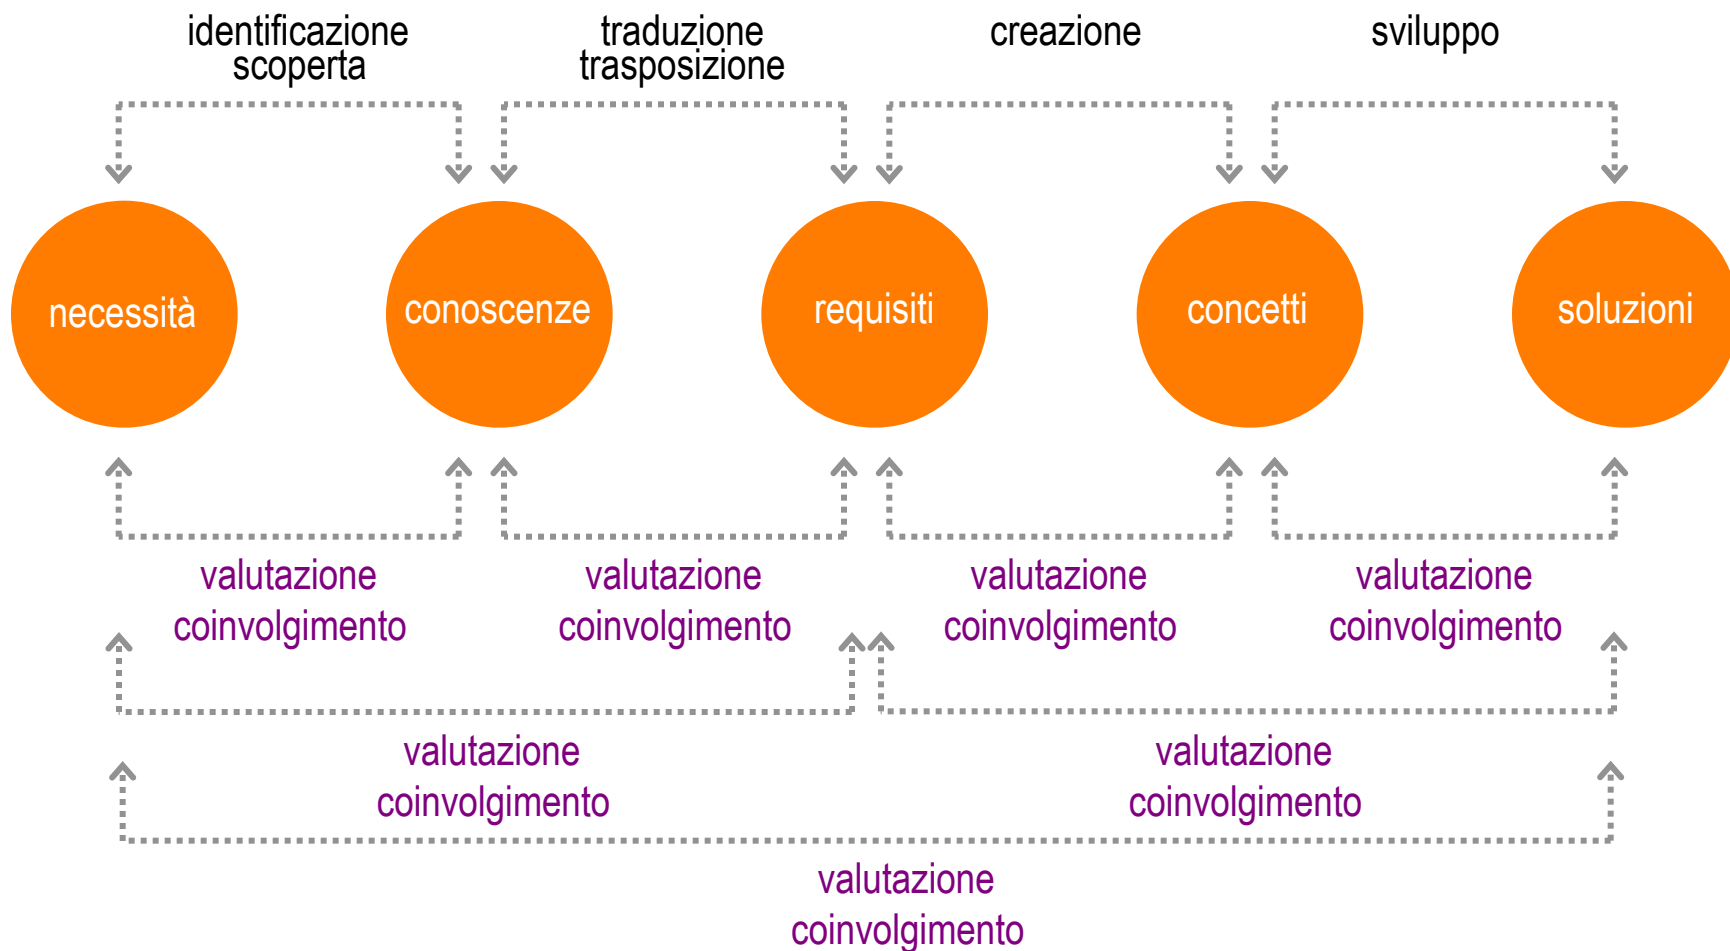 identificazione
scoperta
traduzione
trasposizione
creazione
sviluppo
necessità
conoscenze
requisiti
concetti
soluzioni
valutazione
coinvolgimento
valutazione
coinvolgimento
valutazione
coinvolgimento
valutazione
coinvolgimento
valutazione
coinvolgimento
valutazione
coinvolgimento
valutazione
coinvolgimento